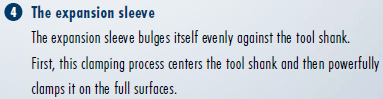 4 The expansion sleeve
The expansion sleeve bulges itself evenly against the tool shank.
First, this clamping process centers the tool shank and then powerfully
clamps it on the full surfaces.